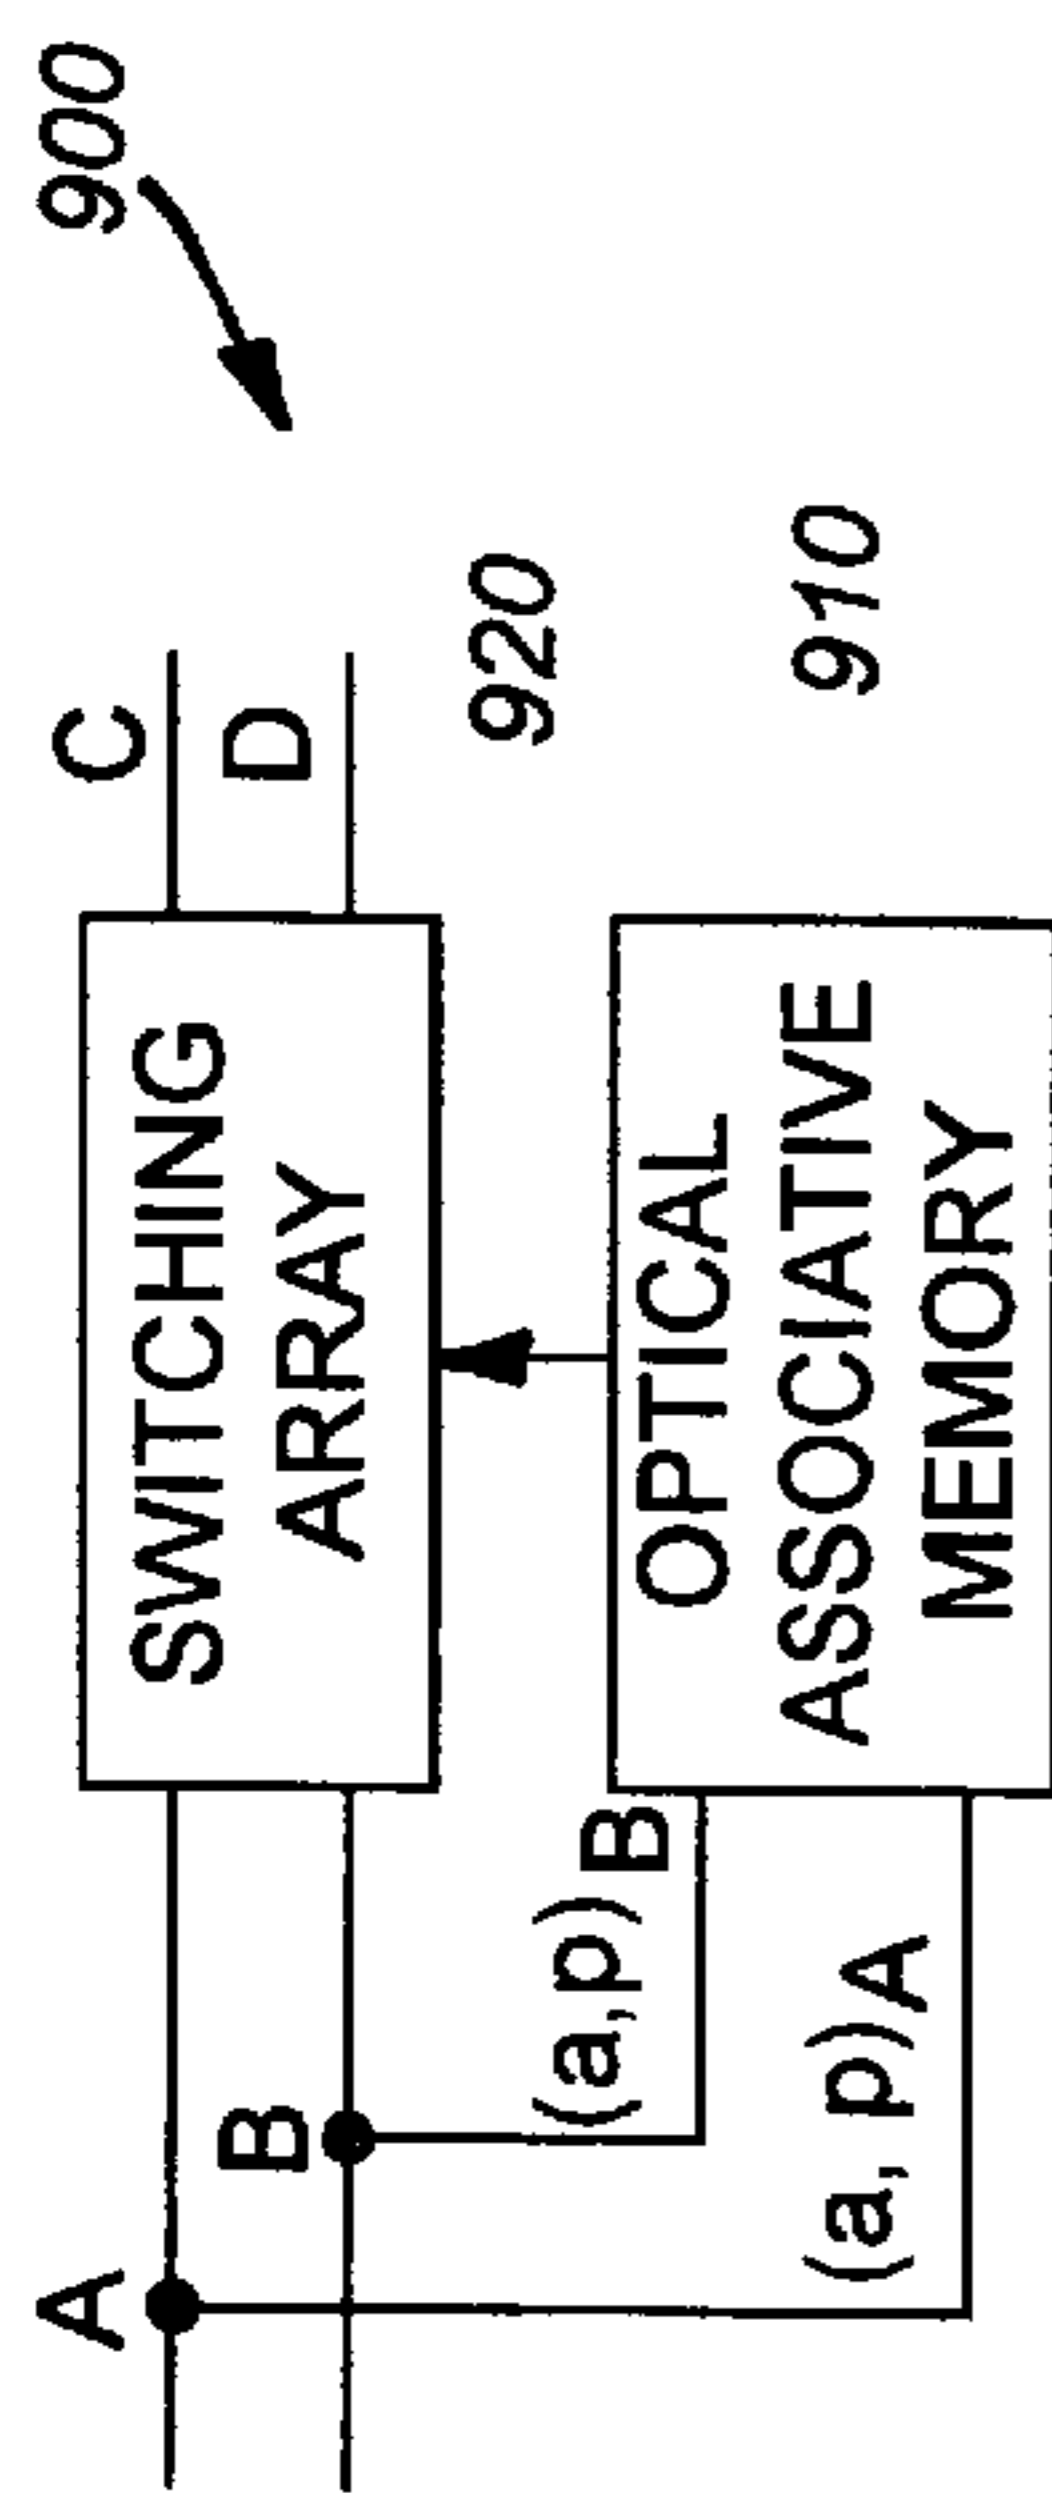 900
A
C
SWITCHING
ARRAY
B
D
920
(a,p)B
OPTICAL
ASSOCIATIVE
MEMORY
910
(a, p)A